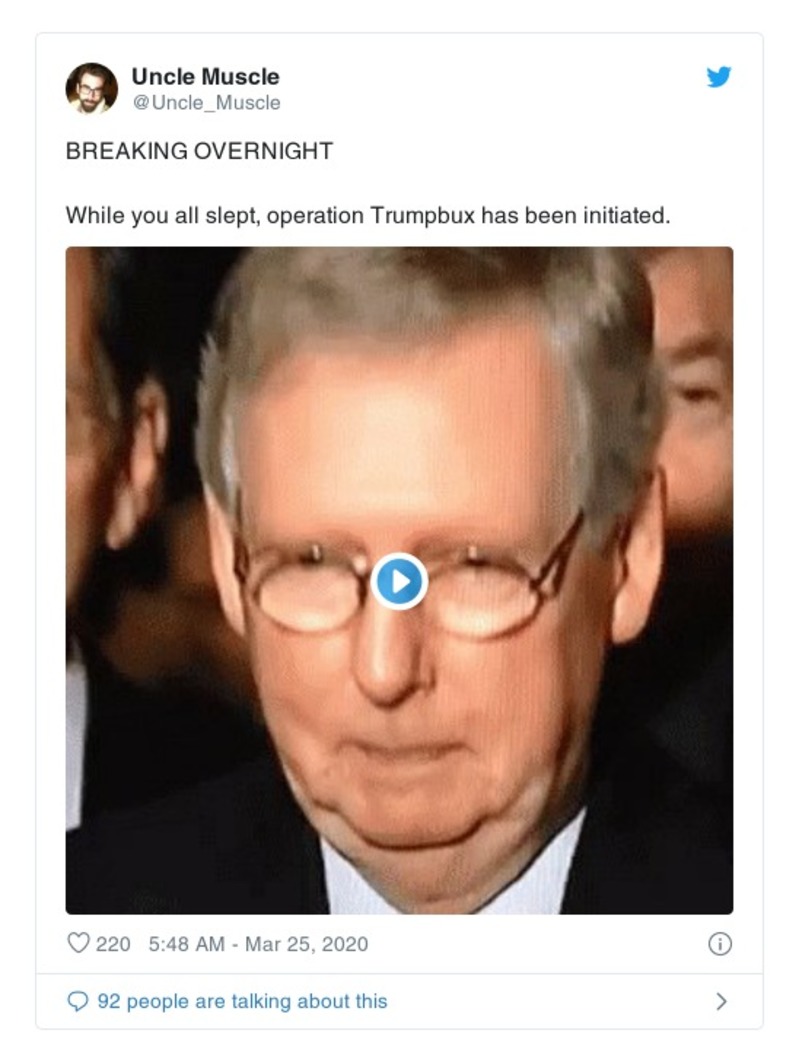 Uncle Muscle
@Uncle_Muscle
BREAKING OVERNIGHT
While you all slept, operation Trumpbux has been initiated.
220 5:48 AM - Mar 25, 2020
92 people are talking about this